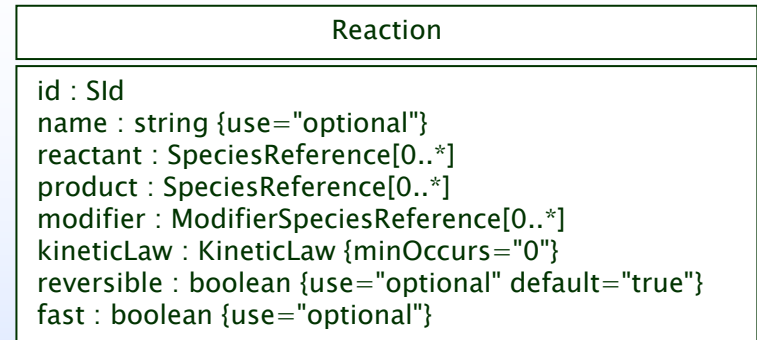 Reaction
id : SId
name : string {use="optional"}
reactant : SpeciesReference[0..*]
product : SpeciesReference[0..*]
modifier : ModifierSpeciesReference[0..*]
kineticLaw : KineticLaw {minOccurs="0"}
reversible : boolean {use="optional" default="true"}
fast : boolean {use="optional"}